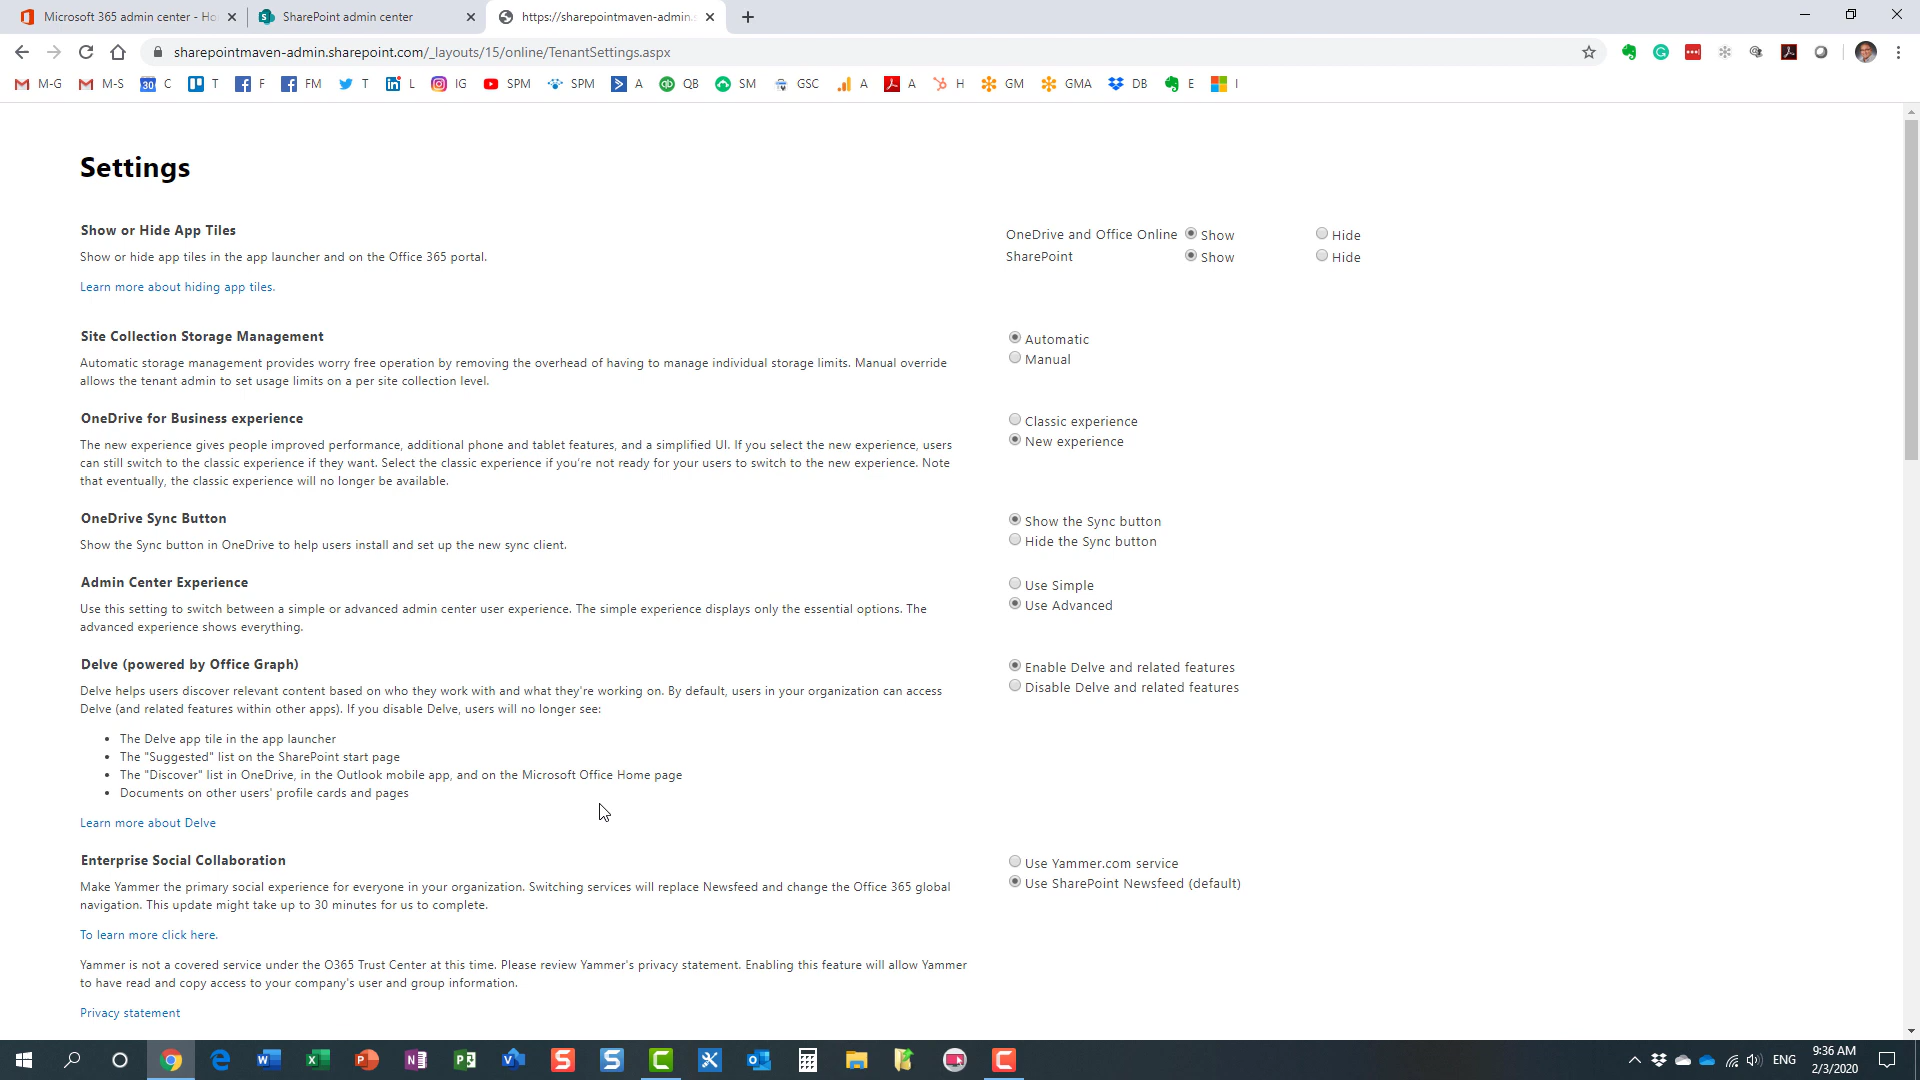 Microsoft 365 admin center - Ho
SharePoint admin center
https://sharepointmaven-admin.s
sharepointmaven-admin.sharepoint.com/_layouts/15/online/TenantSettings.aspx
M-G M-S C T F FM T L IG SPM SPM A QB SM GSC A A H GM GMA DB E I
Settings
Show or Hide App Tiles
Show or hide app tiles in the app launcher and on the Office 365 portal.
Learn more about hiding app tiles.
OneDrive and Office Online Show Hide
SharePoint Show Hide
Site Collection Storage Management
Automatic storage management provides worry free operation by removing the overhead of having to manage individual storage limits. Manual override
allows the tenant admin to set usage limits on a per site collection level.
Automatic
Manual
OneDrive for Business experience
The new experience gives people improved performance, additional phone and tablet features, and a simplified UI. If you select the new experience, users
can still switch to the classic experience if they want. Select the classic experience if you're not ready for your users to switch to the new experience. Note
that eventually, the classic experience will no longer be available.
Classic experience
New experience
OneDrive Sync Button
Show the Sync button in OneDrive to help users install and set up the new sync client.
Show the Sync button
Hide the Sync button
Admin Center Experience
Use this setting to switch between a simple or advanced admin center user experience. The simple experience displays only the essential options. The
advanced experience shows everything.
Use Simple
Use Advanced
Delve (powered by Office Graph)
Delve helps users discover relevant content based on who they work with and what they're working on. By default, users in your organization can access
Delve (and related features within other apps). If you disable Delve, users will no longer see:
• The Delve app tile in the app launcher
• The "Suggested" list on the SharePoint start page
• The "Discover" list in OneDrive, in the Outlook mobile app, and on the Microsoft Office Home page
• Documents on other users' profile cards and pages
Learn more about Delve
Enable Delve and related features
Disable Delve and related features
Enterprise Social Collaboration
Make Yammer the primary social experience for everyone in your organization. Switching services will replace Newsfeed and change the Office 365 global
navigation. This update might take up to 30 minutes for us to complete.
To learn more click here.
Yammer is not a covered service under the O365 Trust Center at this time. Please review Yammer's privacy statement. Enabling this feature will allow Yammer
to have read and copy access to your company's user and group information.
Privacy statement
Use Yammer.com service
Use SharePoint Newsfeed (default)
ENG
9:36 AM
2/3/2020